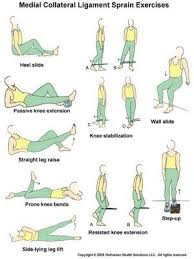 Medial Collateral Ligament Sprain Exercises
Heel slide
Passive knee extension
Knee stabilization
Wall slide
Straight leg raise
Prone knee bends
Step-up
Side-lying leg lift
Resisted knee extension